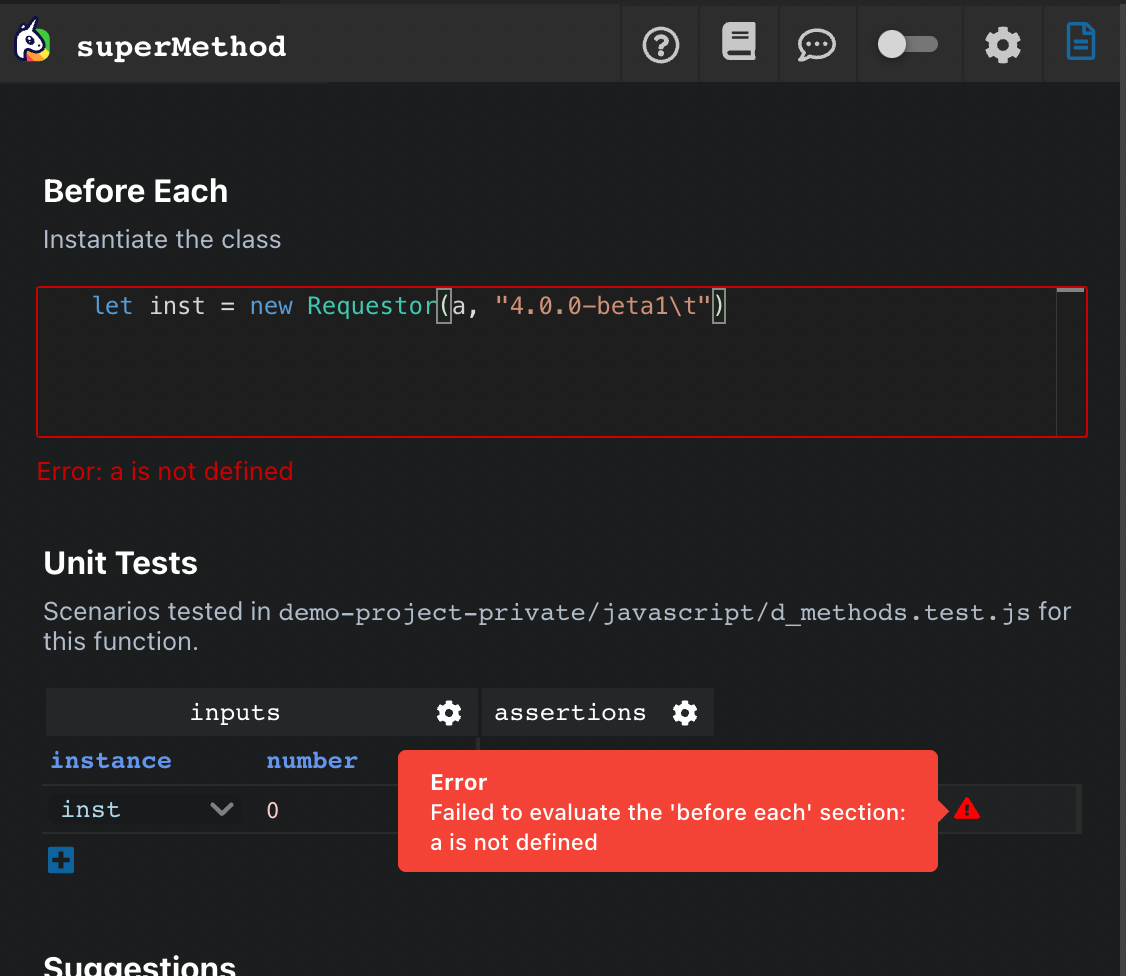 superMethod
Before Each
Instantiate the class
let inst = new Requestor(a, "4.0.0-beta1\t")
Error: a is not defined
Unit Tests
Scenarios tested in demo-project-private/javascript/d_methods.test.js for
this function.
inputs assertions
instance number
inst 0
Error
Failed to evaluate the 'before each' section:
a is not defined
Suggestions